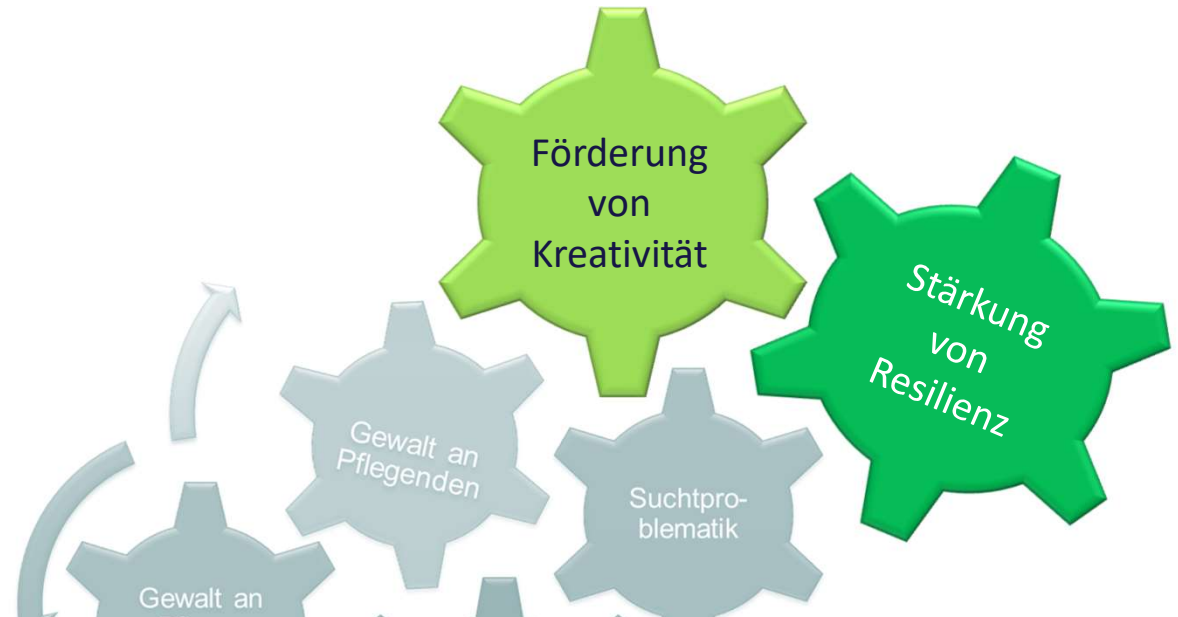 Förderung
von
Kreativität
Stärkung
von
Resilienz
Gewalt an
Pflegenden
Suchtpro-
blematik
Gewalt an